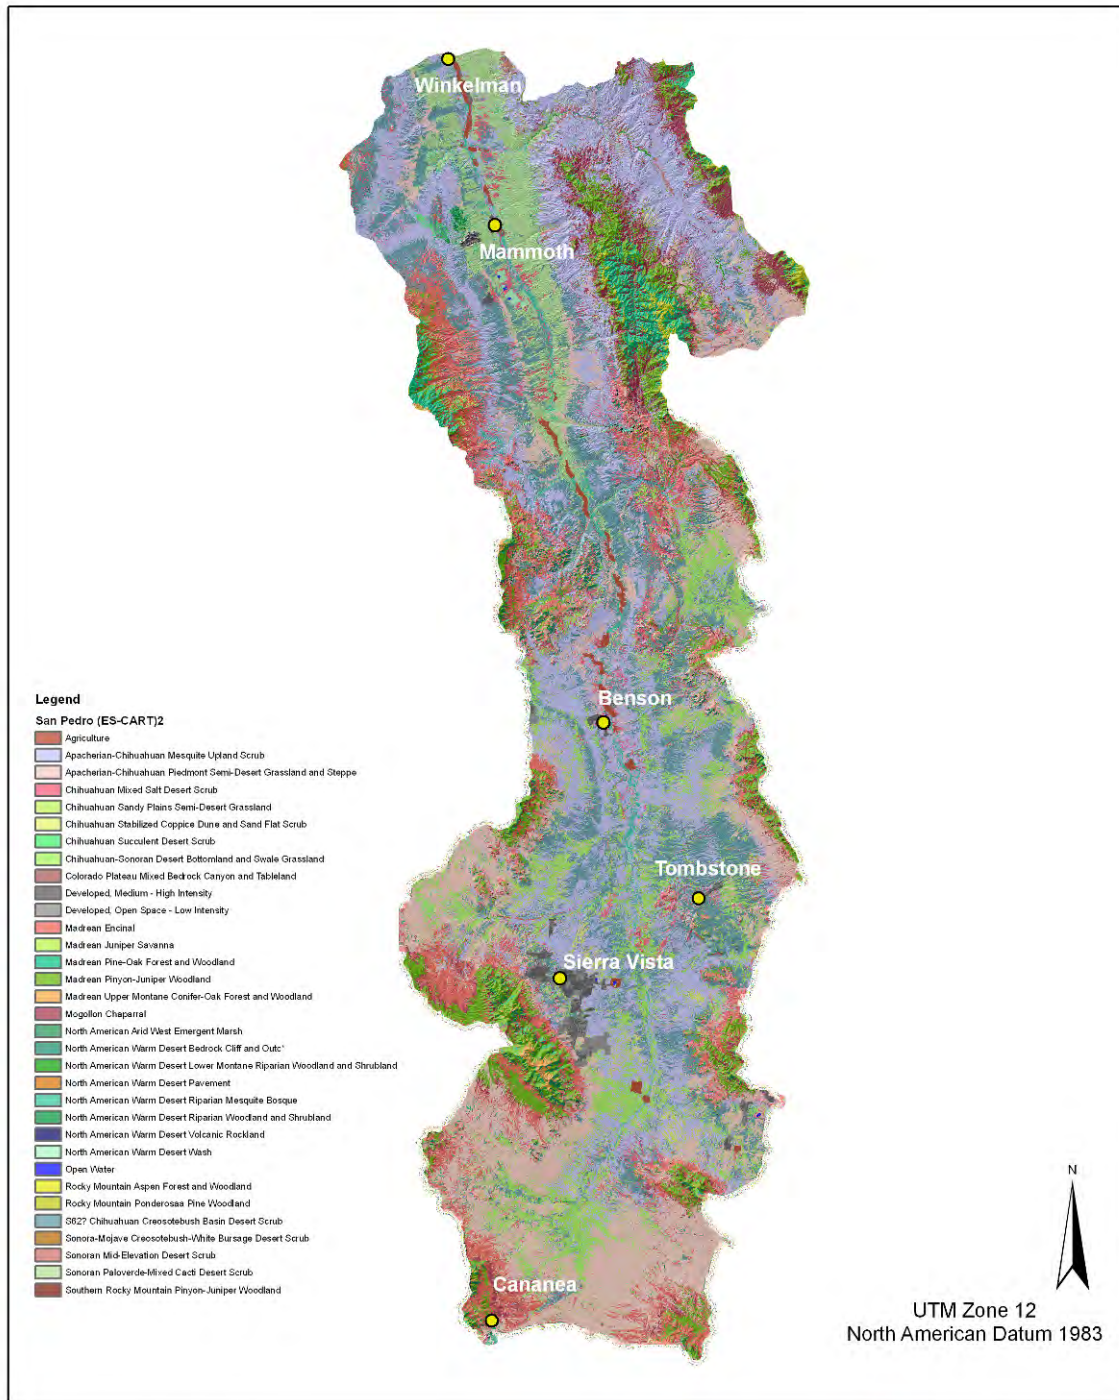 Winkelman
Mammoth
Benson
Tombstone
Sierra Vista
Cananea
Legend
San Pedro (ES-CART)2
Agriculture
Apacherian-Chihuahuan Mesquite Upland Scrub
Apacherian-Chihuahuan Piedmont Semi-Desert Grassland and Steppe
Chihuahuan Mixed Salt Desert Scrub
Chihuahuan Sandy Plains Semi-Desert Grassland
Chihuahuan Stabilized Coppice Dune and Sand Flat Scrub
Chihuahuan Succulent Desert Scrub
Chihuahuan-Sonoran Desert Bottomland and Swale Grassland
Colorado Plateau Mixed Bedrock Canyon and Tableland
Developed, Medium - High Intensity
Developed, Open Space - Low Intensity
Madrean Encinal
Madrean Juniper Savanna
Madrean Pine-Oak Forest and Woodland
Madrean Pinyon-Juniper Woodland
Madrean Upper Montane Conifer-Oak Forest and Woodland
Mogollon Chaparral
North American Arid West Emergent Marsh
North American Warm Desert Bedrock Cliff and Outc*
North American Warm Desert Lower Montane Riparian Woodland and Shrubland
North American Warm Desert Pavement
North American Warm Desert Riparian Mesquite Bosque
North American Warm Desert Riparian Woodland and Shrubland
North American Warm Desert Volcanic Rockland
North American Warm Desert Wash
Open Water
Rocky Mountain Aspen Forest and Woodland
Rocky Mountain Ponderosaa Pine Woodland
S62? Chihuahuan Creosotebush Basin Desert Scrub
Sonora-Mojave Creosotebush-White Bursage Desert Scrub
Sonoran Mid-Elevation Desert Scrub
Sonoran Paloverde-Mixed Cacti Desert Scrub
Southern Rocky Mountain Pinyon-Juniper Woodland
N
UTM Zone 12
North American Datum 1983